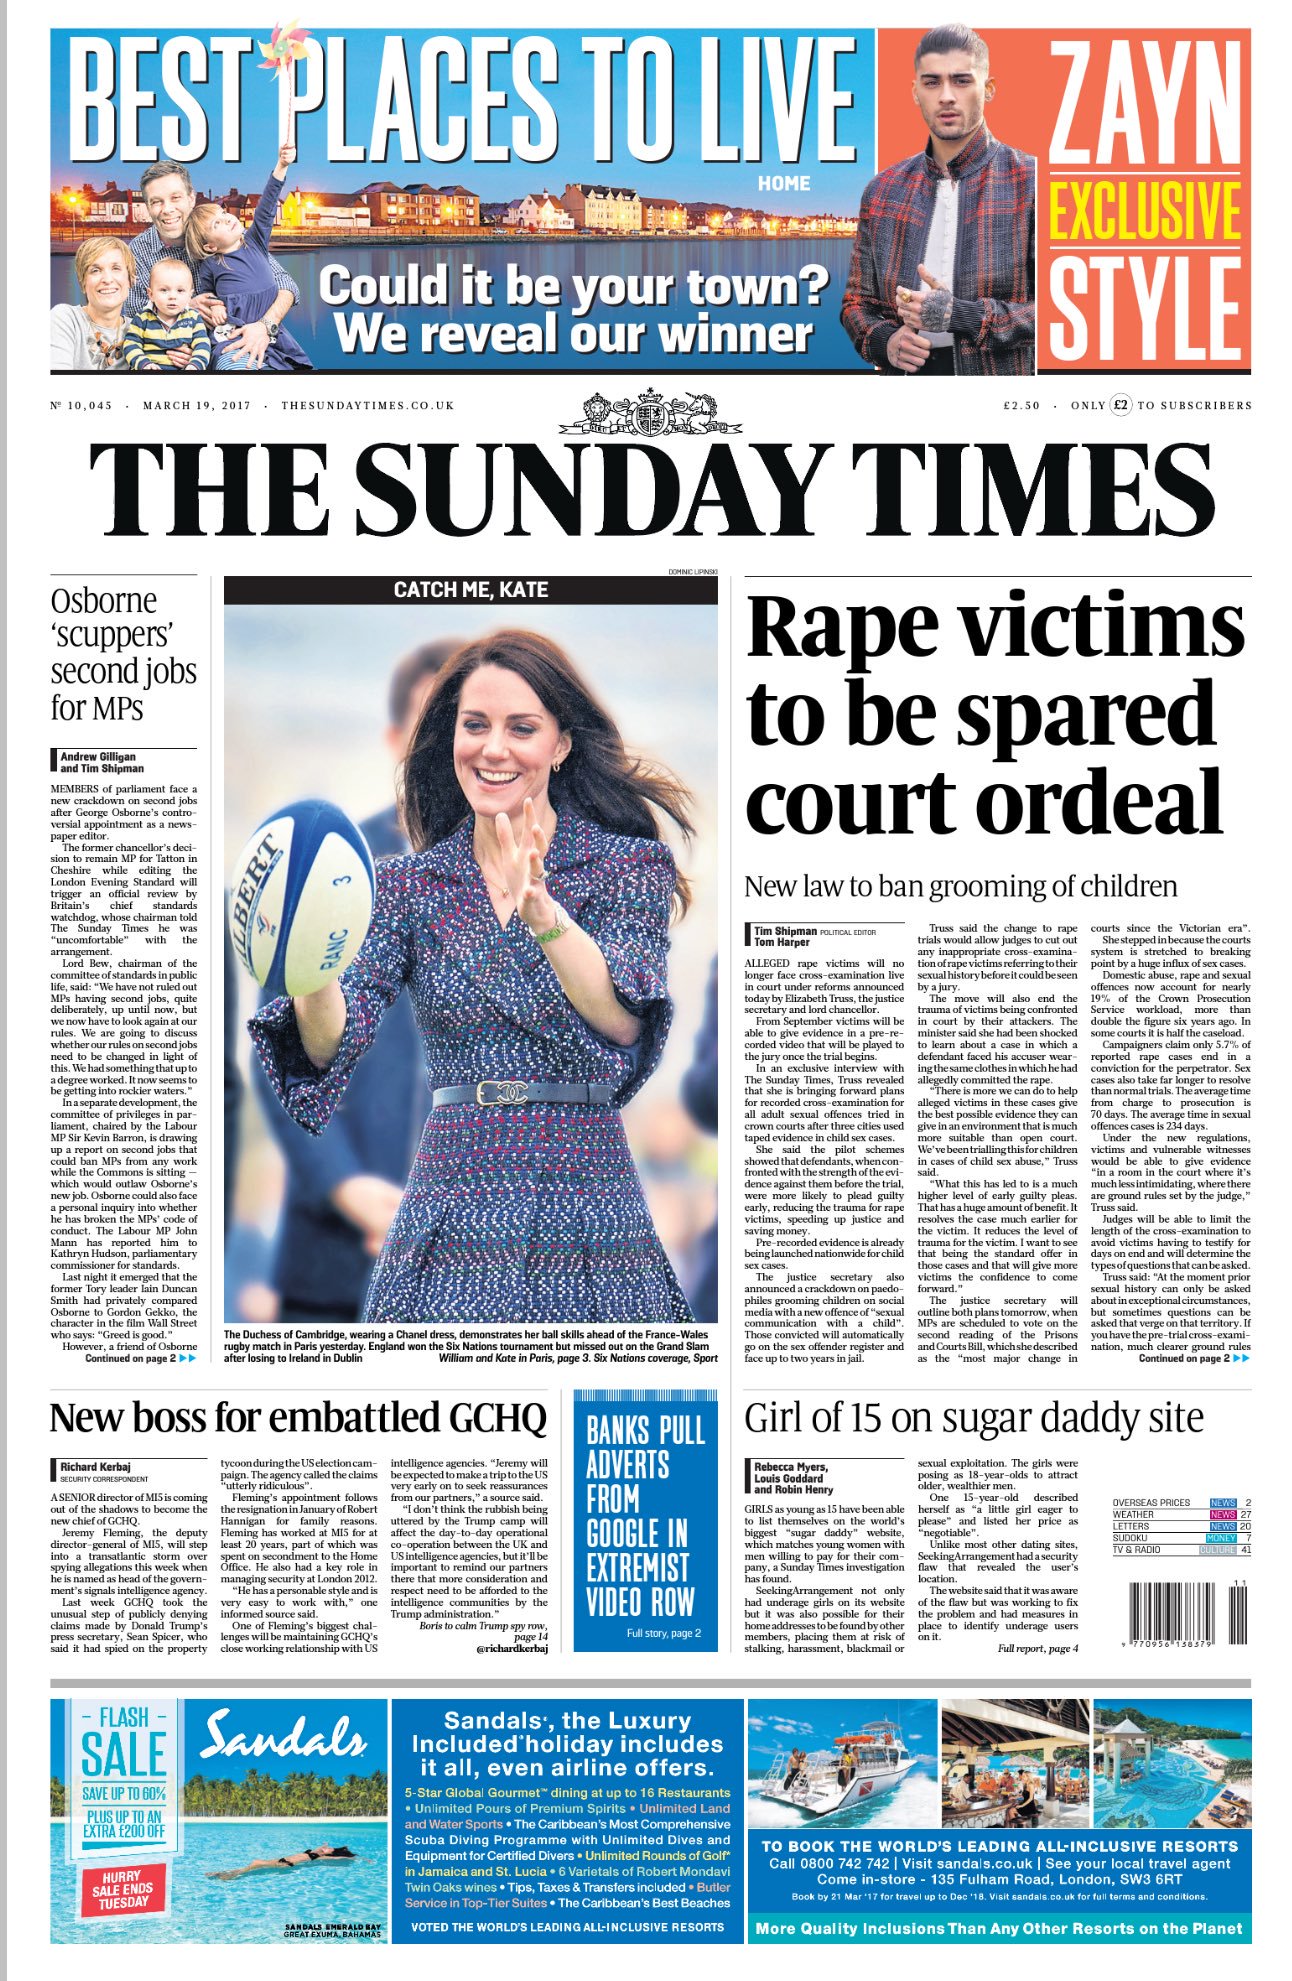 BEST PLACES TO LIVE
HOME
Could it be your town?
We reveal our winner
ZAYN
EXCLUSIVE
STYLE
Nº 10,045 · MARCH 19, 2017 · THESUNDAYTIMES.CO.UK
£2.50 · ONLY £2 TO SUBSCRIBERS
THE SUNDAY TIMES
Osborne
‘scuppers’
second jobs
for MPs
Andrew Gilligan
and Tim Shipman
MEMBERS of parliament face a
new crackdown on second jobs
after George Osborne’s contro-
versial appointment as a news-
paper editor.
The former chancellor’s deci-
sion to remain MP for Tatton in
Cheshire while editing the
London Evening Standard will
trigger an official review by
Britain’s chief standards
watchdog, whose chairman told
The Sunday Times he was
“uncomfortable” with the
arrangement.
Lord Bew, chairman of the
committee of standards in public
life, said: “We have not ruled out
MPs having second jobs, quite
deliberately, up until now, but
we now have to look again at our
rules. We are going to discuss
whether our rules on second jobs
need to be changed in light of
this. We had something that up to
a degree worked. It now seems to
be getting into rockier waters.”
In a separate development, the
committee of privileges in par-
liament, chaired by the Labour
MP Sir Kevin Barron, is drawing
up a report on second jobs that
could ban MPs from any work
while the Commons is sitting —
which would outlaw Osborne’s
new job. Osborne could also face
a personal inquiry into whether
he has broken the MPs’ code of
conduct. The Labour MP John
Mann has reported him to
Kathryn Hudson, parliamentary
commissioner for standards.
Last night it emerged that the
former Tory leader Iain Duncan
Smith had privately compared
Osborne to Gordon Gekko, the
character in the film Wall Street
who says: “Greed is good.”
However, a friend of Osborne
Continued on page 2
DOMINIC LIPINSKI
CATCH ME, KATE
GILBERT
RANC 3
The Duchess of Cambridge, wearing a Chanel dress, demonstrates her ball skills ahead of the France-Wales
rugby match in Paris yesterday. England won the Six Nations tournament but missed out on the Grand Slam
after losing to Ireland in Dublin
William and Kate in Paris, page 3. Six Nations coverage, Sport
Rape victims
to be spared
court ordeal
New law to ban grooming of children
Tim Shipman POLITICAL EDITOR
Tom Harper
ALLEGED rape victims will no
longer face cross-examination live
in court under reforms announced
today by Elizabeth Truss, the justice
secretary and lord chancellor.
From September victims will be
able to give evidence in a pre-re-
corded video that will be played to
the jury once the trial begins.
In an exclusive interview with
The Sunday Times, Truss revealed
that she is bringing forward plans
for recorded cross-examination for
all adult sexual offences tried in
crown courts after three cities used
taped evidence in child sex cases.
She said the pilot schemes
showed that defendants, when con-
fronted with the strength of the evi-
dence against them before the trial,
were more likely to plead guilty
early, reducing the trauma for rape
victims, speeding up justice and
saving money.
Pre-recorded evidence is already
being launched nationwide for child
sex cases.
The justice secretary also
announced a crackdown on paedo-
philes grooming children on social
media with a new offence of “sexual
communication with a child”.
Those convicted will automatically
go on the sex offender register and
face up to two years in jail.
Truss said the change to rape
trials would allow judges to cut out
any inappropriate cross-examina-
tion of rape victims referring to their
sexual history before it could be seen
by a jury.
The move will also end the
trauma of victims being confronted
in court by their attackers. The
minister said she had been shocked
to learn about a case in which a
defendant faced his accuser wear-
ing the same clothes in which he had
allegedly committed the rape.
“There is more we can do to help
alleged victims in these cases give
the best possible evidence they can
give in an environment that is much
more suitable than open court.
We’ve been trialling this for children
in cases of child sex abuse,” Truss
said.
“What this has led to is a much
higher level of early guilty pleas.
That has a huge amount of benefit. It
resolves the case much earlier for
the victim. It reduces the level of
trauma for the victim. I want to see
that being the standard offer in
those cases and that will give more
victims the confidence to come
forward.”
The justice secretary will
outline both plans tomorrow, when
MPs are scheduled to vote on the
second reading of the Prisons
and Courts Bill, which she described
as the “most major change in
courts since the Victorian era”.
She stepped in because the courts
system is stretched to breaking
point by a huge influx of sex cases.
Domestic abuse, rape and sexual
offences now account for nearly
19% of the Crown Prosecution
Service workload, more than
double the figure six years ago. In
some courts it is half the caseload.
Campaigners claim only 5.7% of
reported rape cases end in a
conviction for the perpetrator. Sex
cases also take far longer to resolve
than normal trials. The average time
from charge to prosecution is
70 days. The average time in sexual
offences cases is 234 days.
Under the new regulations,
victims and vulnerable witnesses
would be able to give evidence
“in a room in the court where it’s
much less intimidating, where there
are ground rules set by the judge,”
Truss said.
Judges will be able to limit the
length of the cross-examination to
avoid victims having to testify for
days on end and will determine the
types of questions that can be asked.
Truss said: “At the moment prior
sexual history can only be asked
about in exceptional circumstances,
but sometimes questions can be
asked that verge on that territory. If
you have the pre-trial cross-exami-
nation, much clearer ground rules
Continued on page 2
New boss for embattled GCHQ
Richard Kerbaj
SECURITY CORRESPONDENT
A SENIOR director of MI5 is coming
out of the shadows to become the
new chief of GCHQ.
Jeremy Fleming, the deputy
director-general of MI5, will step
into a transatlantic storm over
spying allegations this week when
he is named as head of the govern-
ment’s signals intelligence agency.
Last week GCHQ took the
unusual step of publicly denying
claims made by Donald Trump’s
press secretary, Sean Spicer, who
said it had spied on the property
tycoon during the US election cam-
paign. The agency called the claims
“utterly ridiculous”.
Fleming’s appointment follows
the resignation in January of Robert
Hannigan for family reasons.
Fleming has worked at MI5 for at
least 20 years, part of which was
spent on secondment to the Home
Office. He also had a key role in
managing security at London 2012.
“He has a personable style and is
very easy to work with,” one
informed source said.
One of Fleming’s biggest chal-
lenges will be maintaining GCHQ’s
close working relationship with US
intelligence agencies. “Jeremy will
be expected to make a trip to the US
very early on to seek reassurances
from our partners,” a source said.
“I don’t think the rubbish being
uttered by the Trump camp will
affect the day-to-day operational
co-operation between the UK and
US intelligence agencies, but it’ll be
important to remind our partners
there that more consideration and
respect need to be afforded to the
intelligence communities by the
Trump administration.”
Boris to calm Trump spy row,
page 14
@richardkerbaj
BANKS PULL
ADVERTS
FROM
GOOGLE IN
EXTREMIST
VIDEO ROW
Full story, page 2
Girl of 15 on sugar daddy site
Rebecca Myers,
Louis Goddard
and Robin Henry
GIRLS as young as 15 have been able
to list themselves on the world’s
biggest “sugar daddy” website,
which matches young women with
men willing to pay for their com-
pany, a Sunday Times investigation
has found.
SeekingArrangement not only
had underage girls on its website
but it was also possible for their
home addresses to be found by other
members, placing them at risk of
stalking, harassment, blackmail or
sexual exploitation. The girls were
posing as 18-year-olds to attract
older, wealthier men.
One 15-year-old described
herself as “a little girl eager to
please” and listed her price as
“negotiable”.
Unlike most other dating sites,
SeekingArrangement had a security
flaw that revealed the user’s
location.
The website said that it was aware
of the flaw but was working to fix
the problem and had measures in
place to identify underage users
on it.
Full report, page 4
OVERSEAS PRICES NEWS 2
WEATHER NEWS 27
LETTERS NEWS 20
SUDOKU MONEY 7
TV & RADIO CULTURE 41
11
9 770956 138379
– FLASH –
SALE
SAVE UP TO 60%
PLUS UP TO AN
EXTRA £200 OFF
HURRY
SALE ENDS
TUESDAY
Sandals
SANDALS EMERALD BAY
GREAT EXUMA, BAHAMAS
Sandals®, the Luxury
Included® holiday includes
it all, even airline offers.
5-Star Global Gourmet™ dining at up to 16 Restaurants
• Unlimited Pours of Premium Spirits • Unlimited Land
and Water Sports • The Caribbean’s Most Comprehensive
Scuba Diving Programme with Unlimited Dives and
Equipment for Certified Divers • Unlimited Rounds of Golf*
in Jamaica and St. Lucia • 6 Varietals of Robert Mondavi
Twin Oaks wines • Tips, Taxes & Transfers included • Butler
Service in Top-Tier Suites • The Caribbean’s Best Beaches
VOTED THE WORLD’S LEADING ALL-INCLUSIVE RESORTS
TO BOOK THE WORLD’S LEADING ALL-INCLUSIVE RESORTS
Call 0800 742 742 | Visit sandals.co.uk | See your local travel agent
Come in-store - 135 Fulham Road, London, SW3 6RT
Book by 21 Mar ’17 for travel up to Dec ’18. Visit sandals.co.uk for full terms and conditions.
More Quality Inclusions Than Any Other Resorts on the Planet